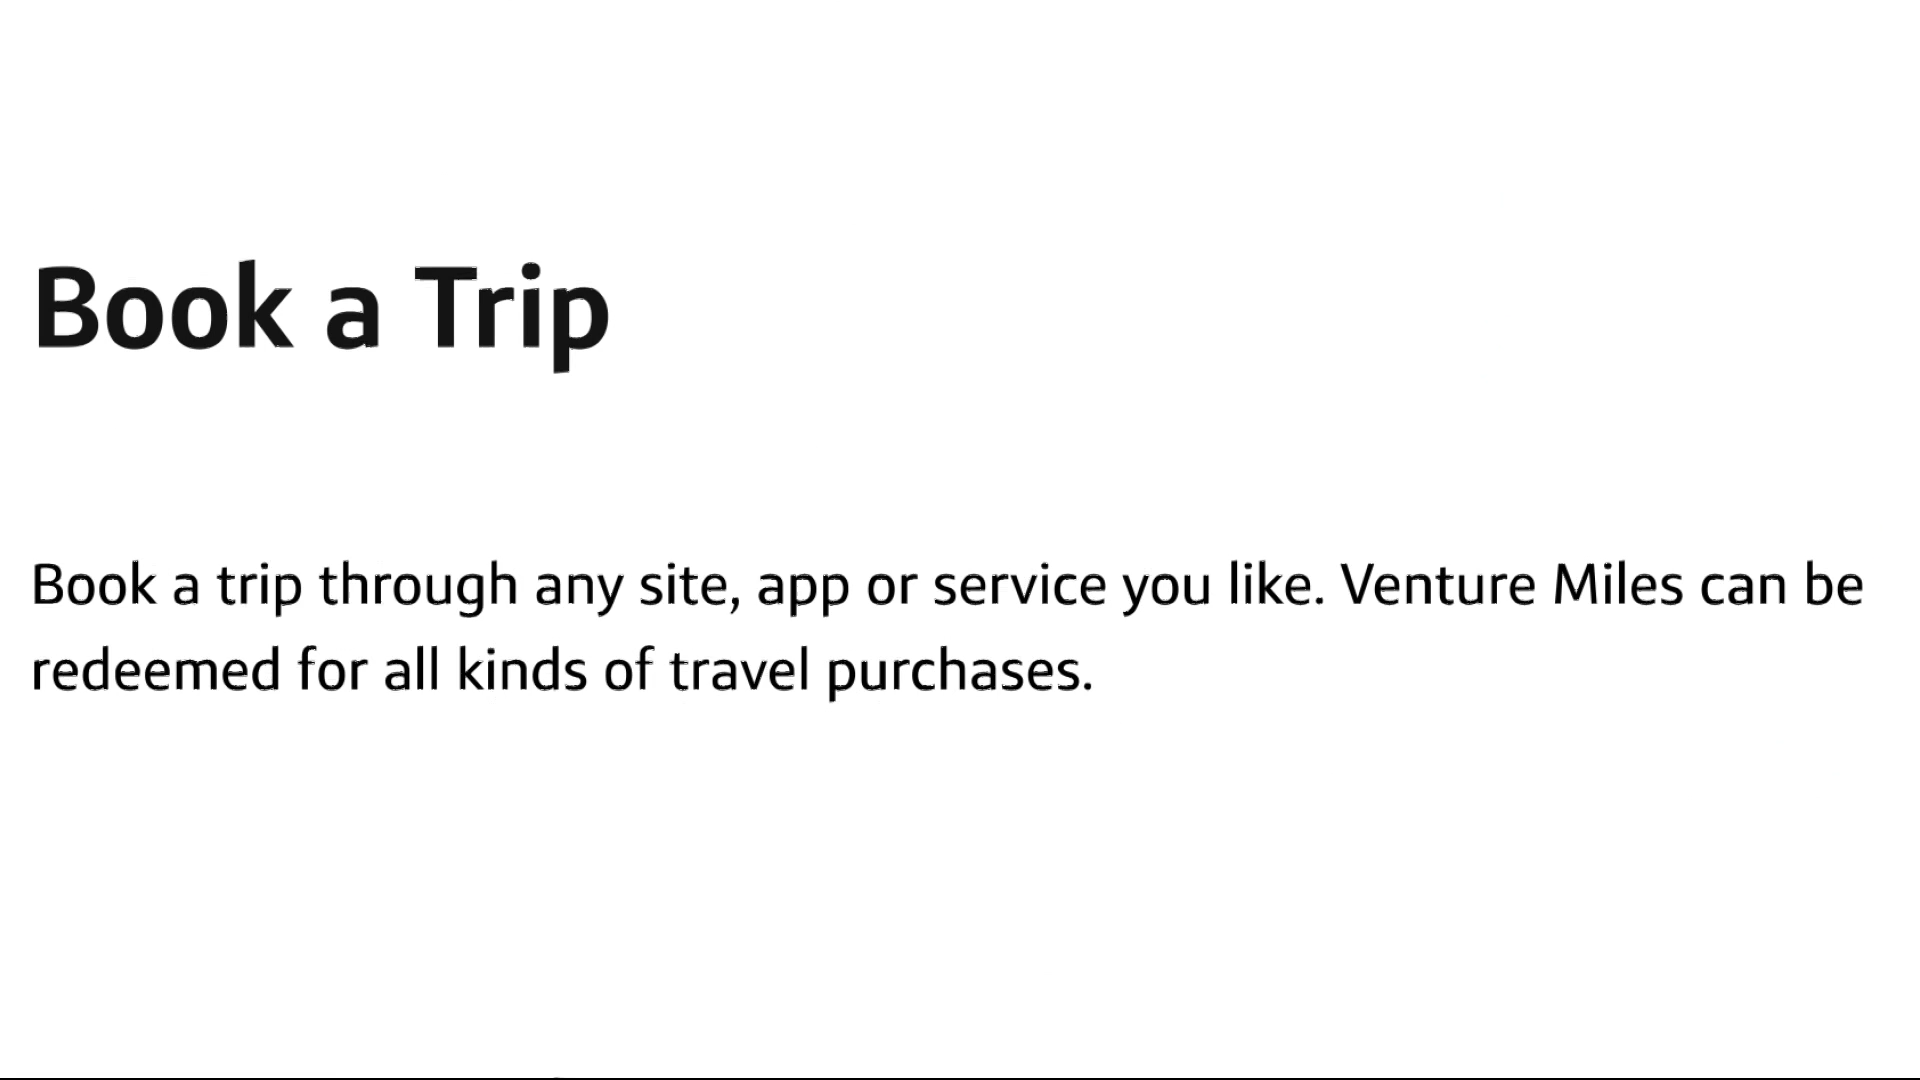 Book a Trip
Book a trip through any site, app or service you like. Venture Miles can be
redeemed for all kinds of travel purchases.